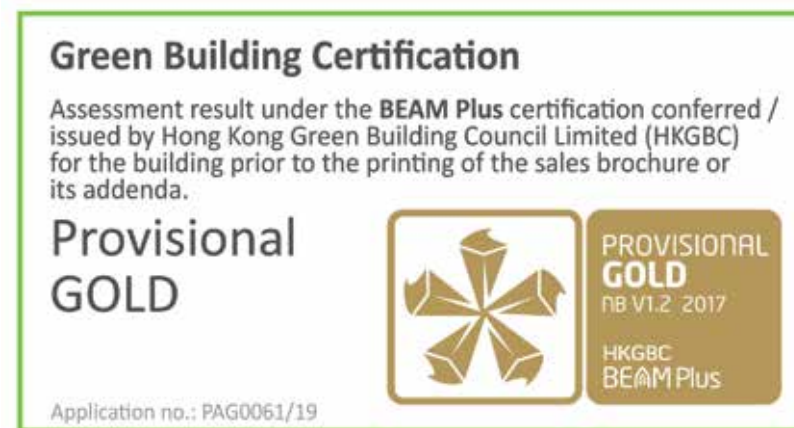 Green Building Certification
Assessment result under the BEAM Plus certification conferred /
issued by Hong Kong Green Building Council Limited (HKGBC)
for the building prior to the printing of the sales brochure or
its addenda.
Provisional
GOLD
PROVISIONAL
GOLD
NB V1.2 2017
HKGBC
BEAM Plus
Application no.: PAG0061/19